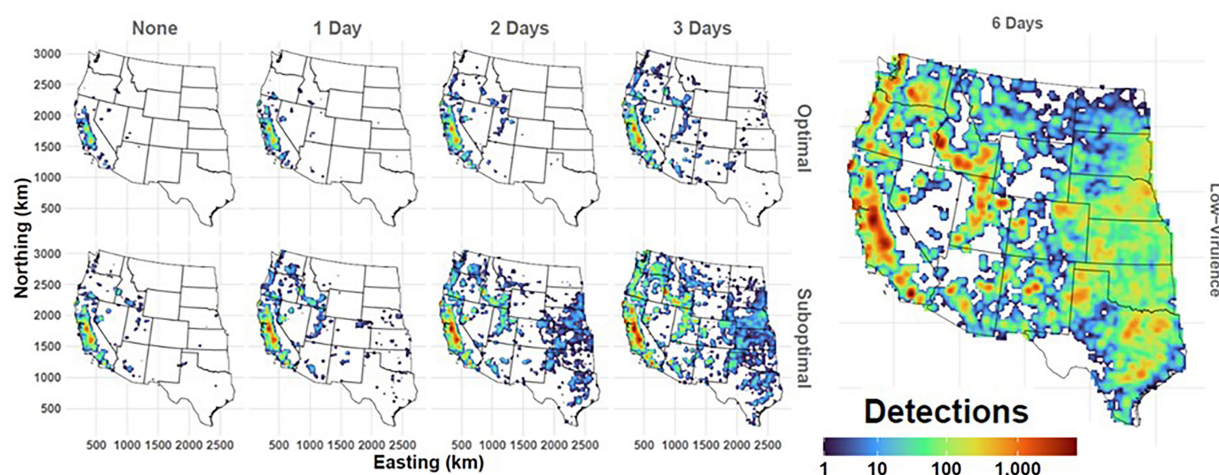 None 1 Day 2 Days 3 Days 6 Days
3000
2500
2000
1500
1000
500
Optimal
3000
2500
2000
1500
1000
500
Suboptimal
Low-Virulence
Northing (km)
500 1000 1500 2000 2500 500 1000 1500 2000 2500 500 1000 1500 2000 2500 500 1000 1500 2000 2500
Easting (km)
Detections
1 10 100 1.000